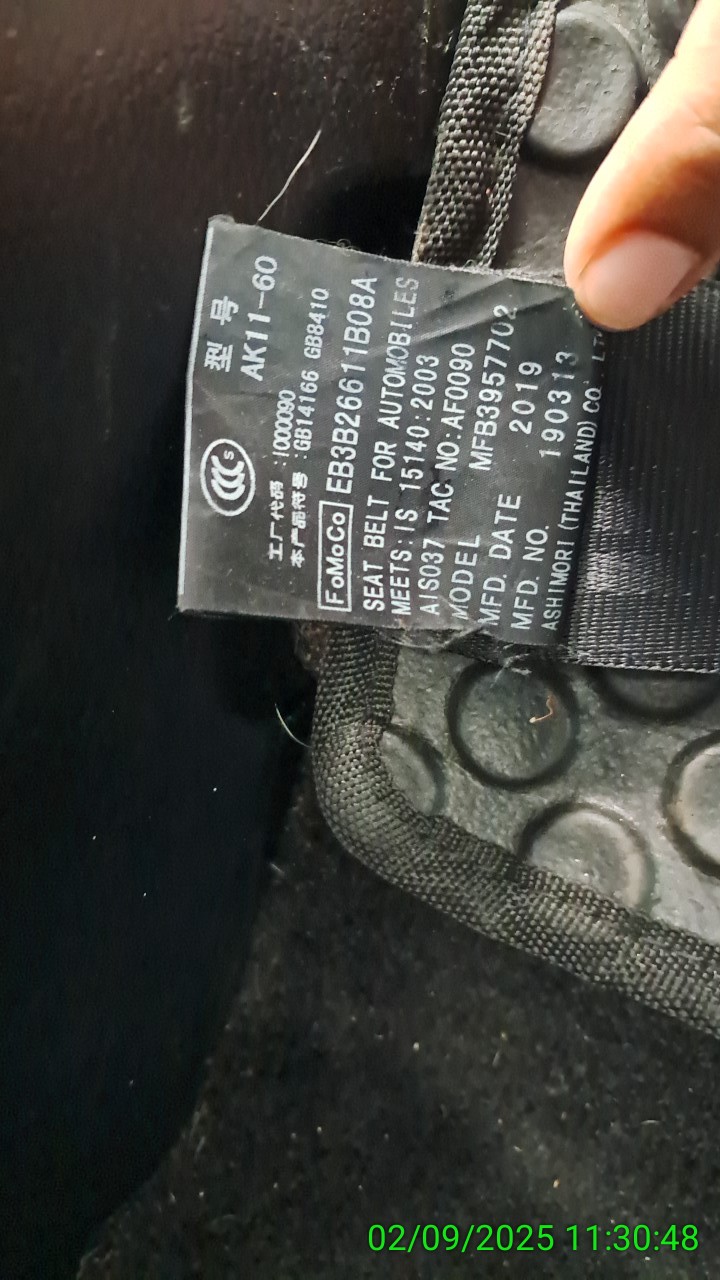 型号
AK11-60
S
工厂代码 :I000090
本产品符号 :GB14166 GB8410
FoMoCo EB3B26611B08A
SEAT BELT FOR AUTOMOBILES
MEETS:IS 15140:2003
AIS037 TAC NO:AF0090
MODEL MFB3957702
MFD. DATE 2019
MFD. NO. 190313
ASHIMORI (THAILAND) CO.
02/09/2025 11:30:48